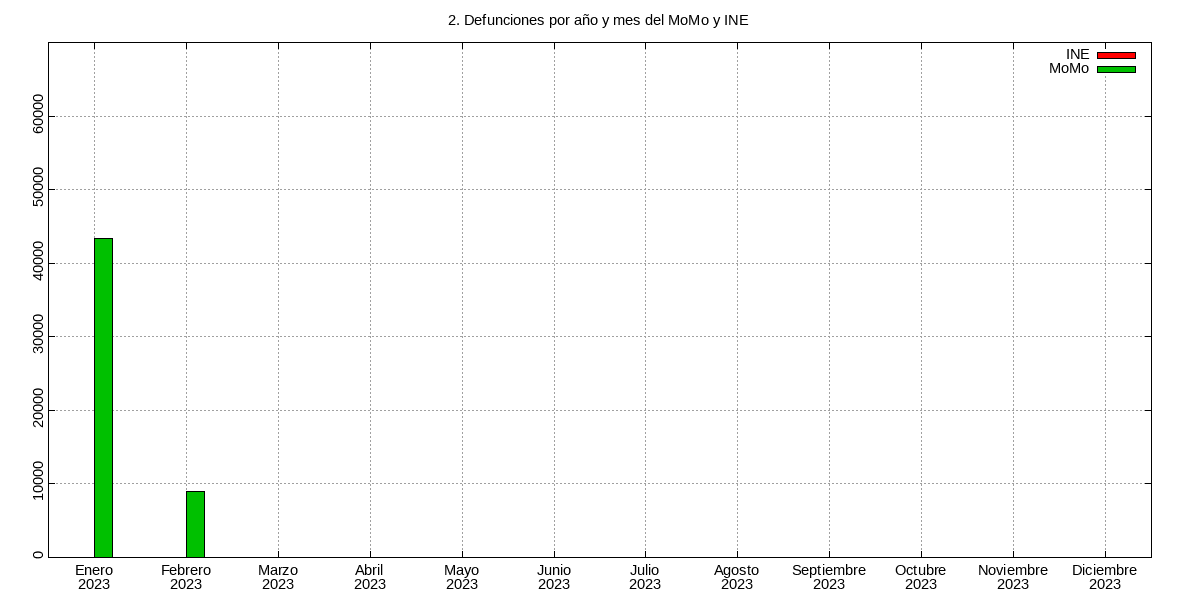 2. Defunciones por año y mes del MoMo y INE
INE
MoMo
60000
50000
40000
30000
20000
10000
0
Enero Febrero Marzo Abril Mayo Junio Julio Agosto Septiembre Octubre Noviembre Diciembre
2023 2023 2023 2023 2023 2023 2023 2023 2023 2023 2023 2023